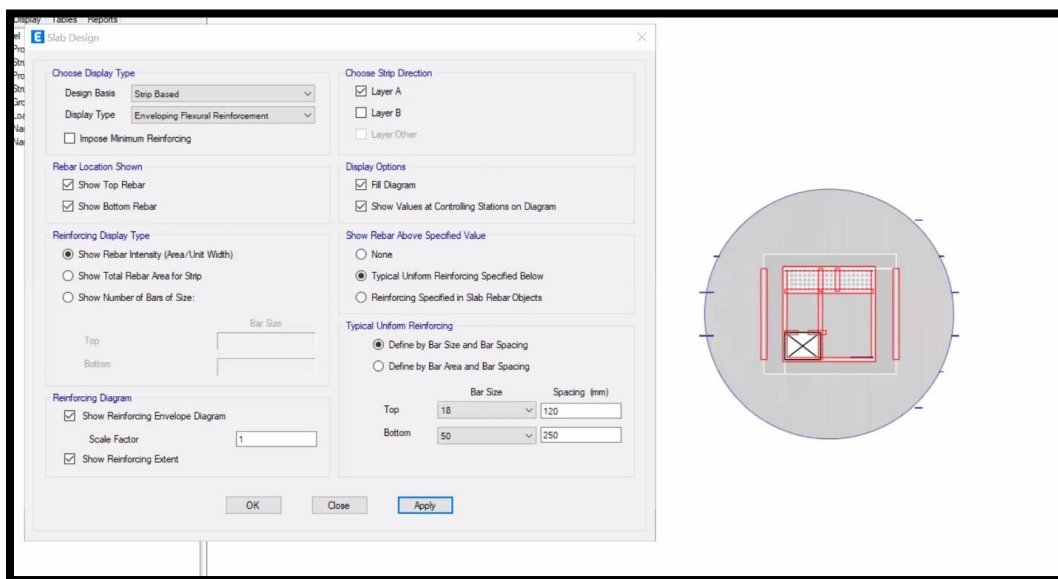 Display Tables Reports
E Slab Design
Choose Display Type
Design Basis Strip Based
Display Type Enveloping Flexural Reinforcement
Impose Minimum Reinforcing
Rebar Location Shown
Show Top Rebar
Show Bottom Rebar
Reinforcing Display Type
Show Rebar Intensity (Area/Unit Width)
Show Total Rebar Area for Strip
Show Number of Bars of Size:
Bar Size
Top
Bottom
Reinforcing Diagram
Show Reinforcing Envelope Diagram
Scale Factor 1
Show Reinforcing Extent
Choose Strip Direction
Layer A
Layer B
Layer Other
Display Options
Fill Diagram
Show Values at Controlling Stations on Diagram
Show Rebar Above Specified Value
None
Typical Uniform Reinforcing Specified Below
Reinforcing Specified in Slab Rebar Objects
Typical Uniform Reinforcing
Define by Bar Size and Bar Spacing
Define by Bar Area and Bar Spacing
Bar Size Spacing (mm)
Top 18 120
Bottom 50 250
OK Close Apply